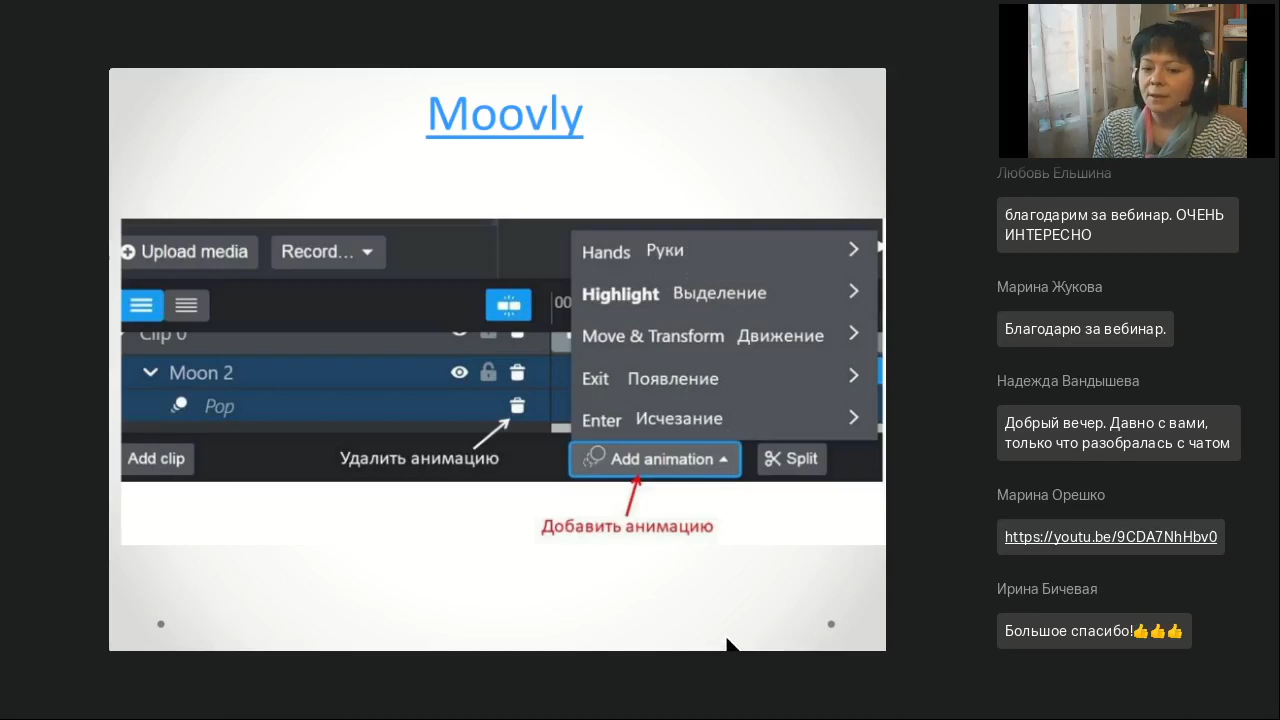 Moovly
Upload media
Record...
Hands Руки
Highlight Выделение
00
Clip 0
Move & Transform Движение
Moon 2
Exit Появление
Pop
Enter Исчезание
Add clip
Удалить анимацию
Add animation
Split
Добавить анимацию
Любовь Ельшина
благодарим за вебинар. ОЧЕНЬ
ИНТЕРЕСНО
Марина Жукова
Благодарю за вебинар.
Надежда Вандышева
Добрый вечер. Давно с вами,
только что разобралась с чатом
Марина Орешко
https://youtu.be/9CDA7NhHbv0
Ирина Бичевая
Большое спасибо!👍👍👍